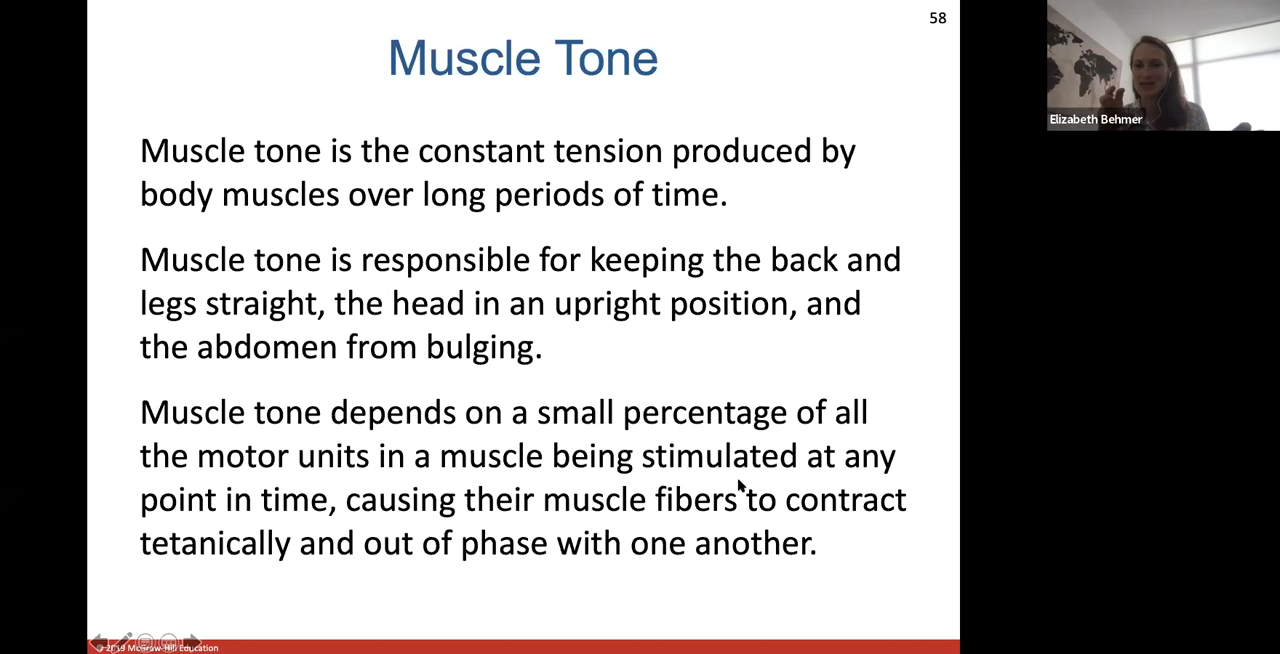 58
Muscle Tone
Elizabeth Behmer
Muscle tone is the constant tension produced by
body muscles over long periods of time.
Muscle tone is responsible for keeping the back and
legs straight, the head in an upright position, and
the abdomen from bulging.
Muscle tone depends on a small percentage of all
the motor units in a muscle being stimulated at any
point in time, causing their muscle fibers to contract
tetanically and out of phase with one another.
© 2019 McGraw-Hill Education